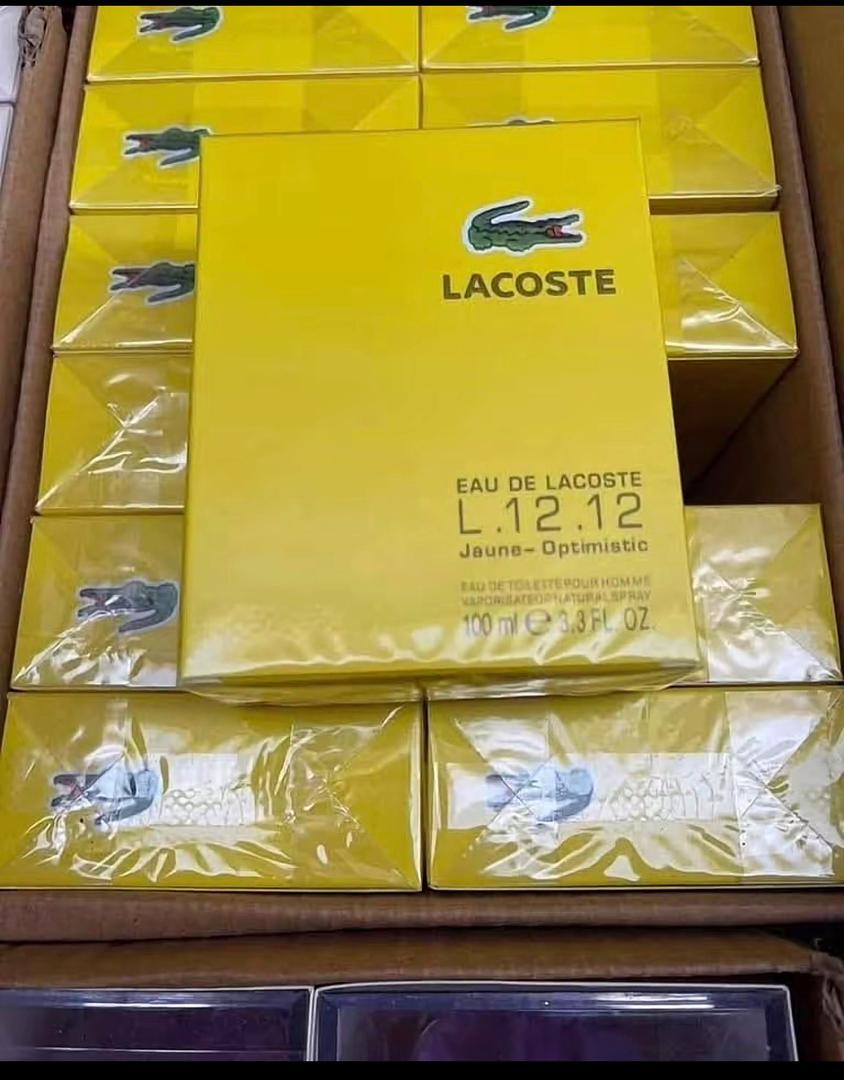 LACOSTE
EAU DE LACOSTE
L.12.12
Jaune- Optimistic
EAU DE TOILETTE POUR HOMME
VAPORISATEUR NATURAL SPRAY
100 ml e 3.3 FL. OZ.